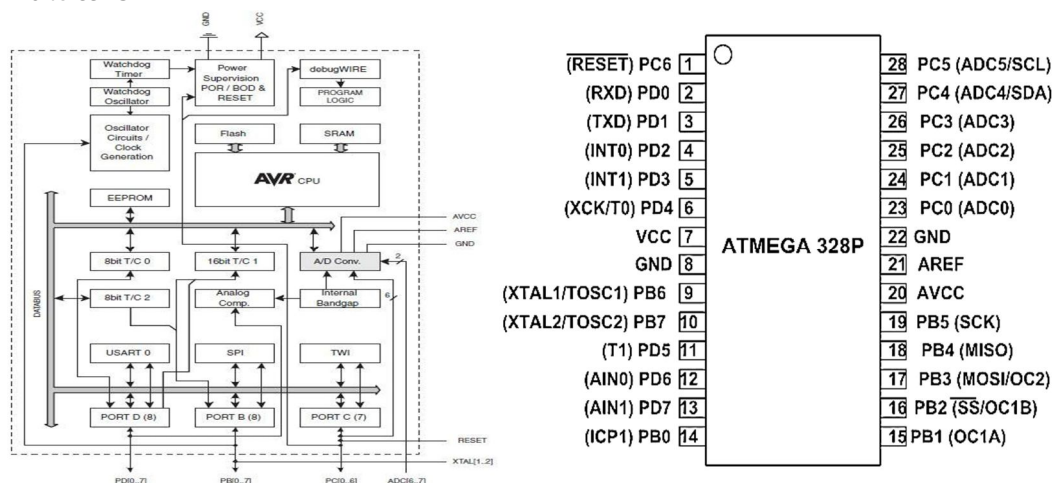 GND
VCC
Watchdog
Timer
Watchdog
Oscillator
Oscillator
Circuits /
Clock
Generation
Power
Supervision
POR / BOD &
RESET
debugWIRE
PROGRAM
LOGIC
Flash
SRAM
AVR CPU
EEPROM
AVCC
AREF
GND
8bit T/C 0
16bit T/C 1
A/D Conv.
2
8bit T/C 2
Analog
Comp.
Internal
Bandgap
6
DATABUS
USART 0
SPI
TWI
PORT D (8)
PORT B (8)
PORT C (7)
RESET
XTAL[1..2]
PD[0..7]
PB[0..7]
PC[0..6]
ADC[6..7]
ATMEGA 328P
(RESET) PC6 1
(RXD) PD0 2
(TXD) PD1 3
(INT0) PD2 4
(INT1) PD3 5
(XCK/T0) PD4 6
VCC 7
GND 8
(XTAL1/TOSC1) PB6 9
(XTAL2/TOSC2) PB7 10
(T1) PD5 11
(AIN0) PD6 12
(AIN1) PD7 13
(ICP1) PB0 14
28 PC5 (ADC5/SCL)
27 PC4 (ADC4/SDA)
26 PC3 (ADC3)
25 PC2 (ADC2)
24 PC1 (ADC1)
23 PC0 (ADC0)
22 GND
21 AREF
20 AVCC
19 PB5 (SCK)
18 PB4 (MISO)
17 PB3 (MOSI/OC2)
16 PB2 (SS/OC1B)
15 PB1 (OC1A)